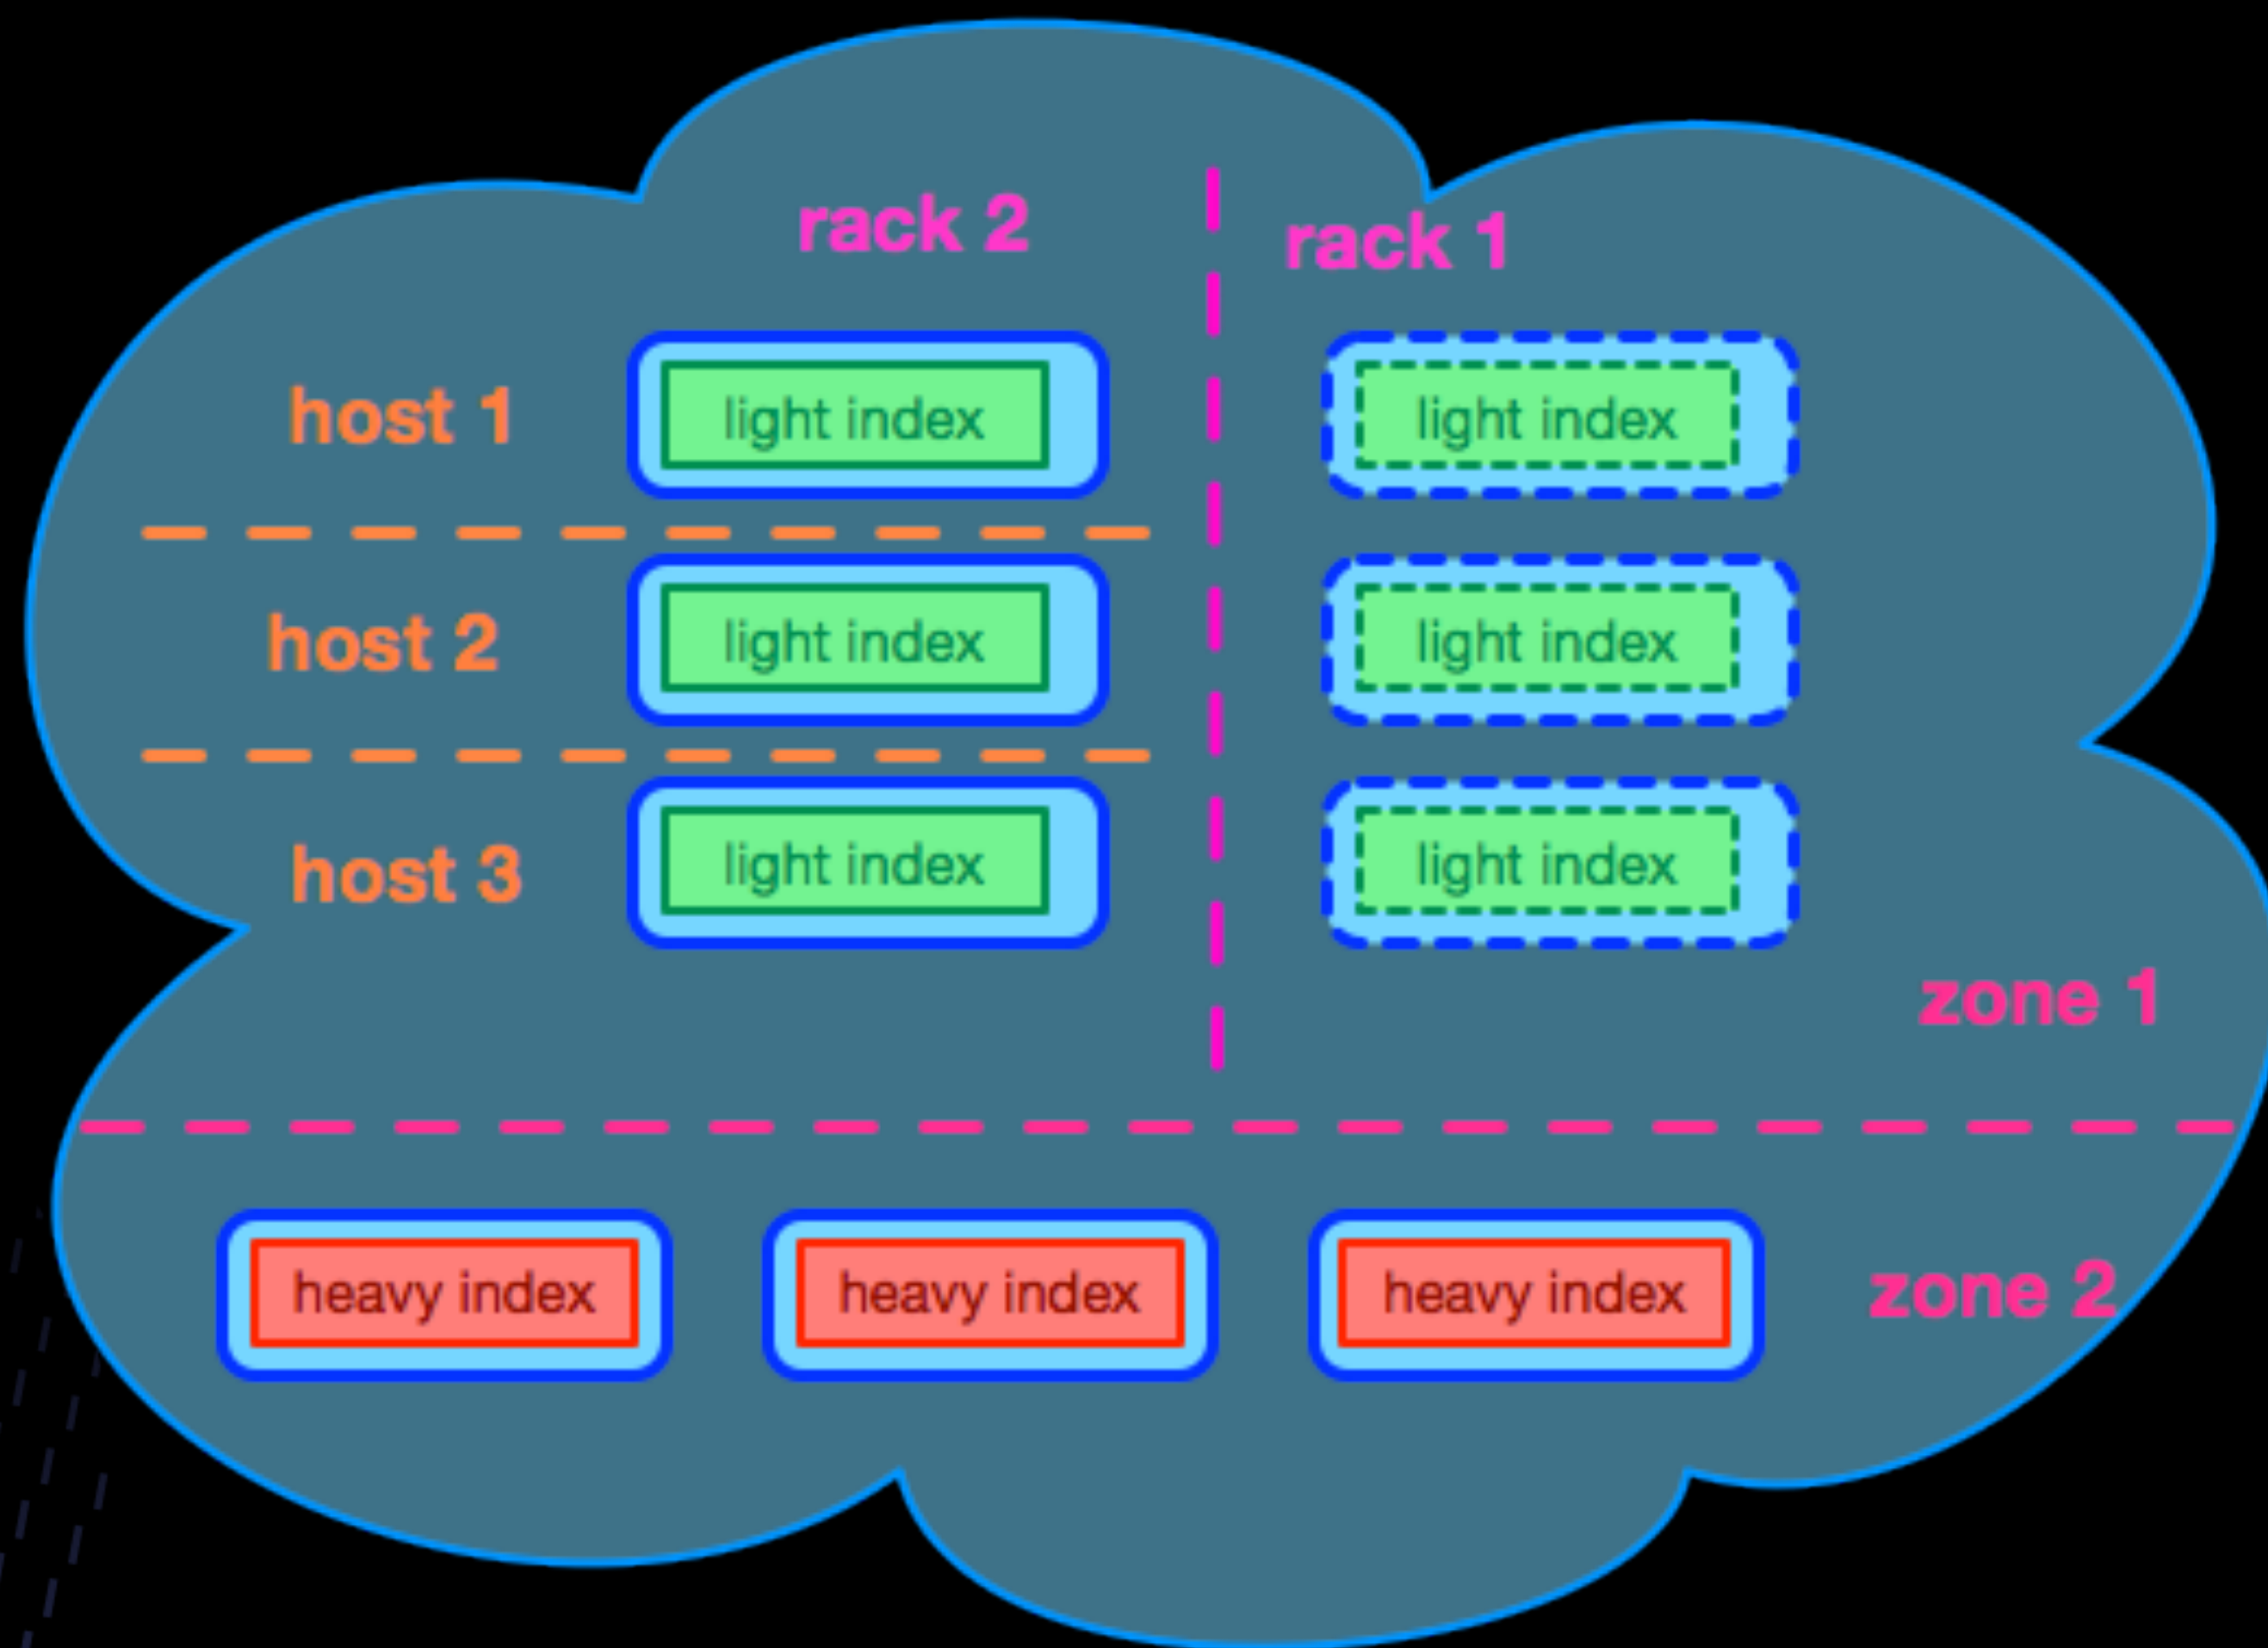 rack 2
rack 1
host 1
light index
light index
host 2
light index
light index
host 3
light index
light index
zone 1
heavy index
heavy index
heavy index
zone 2